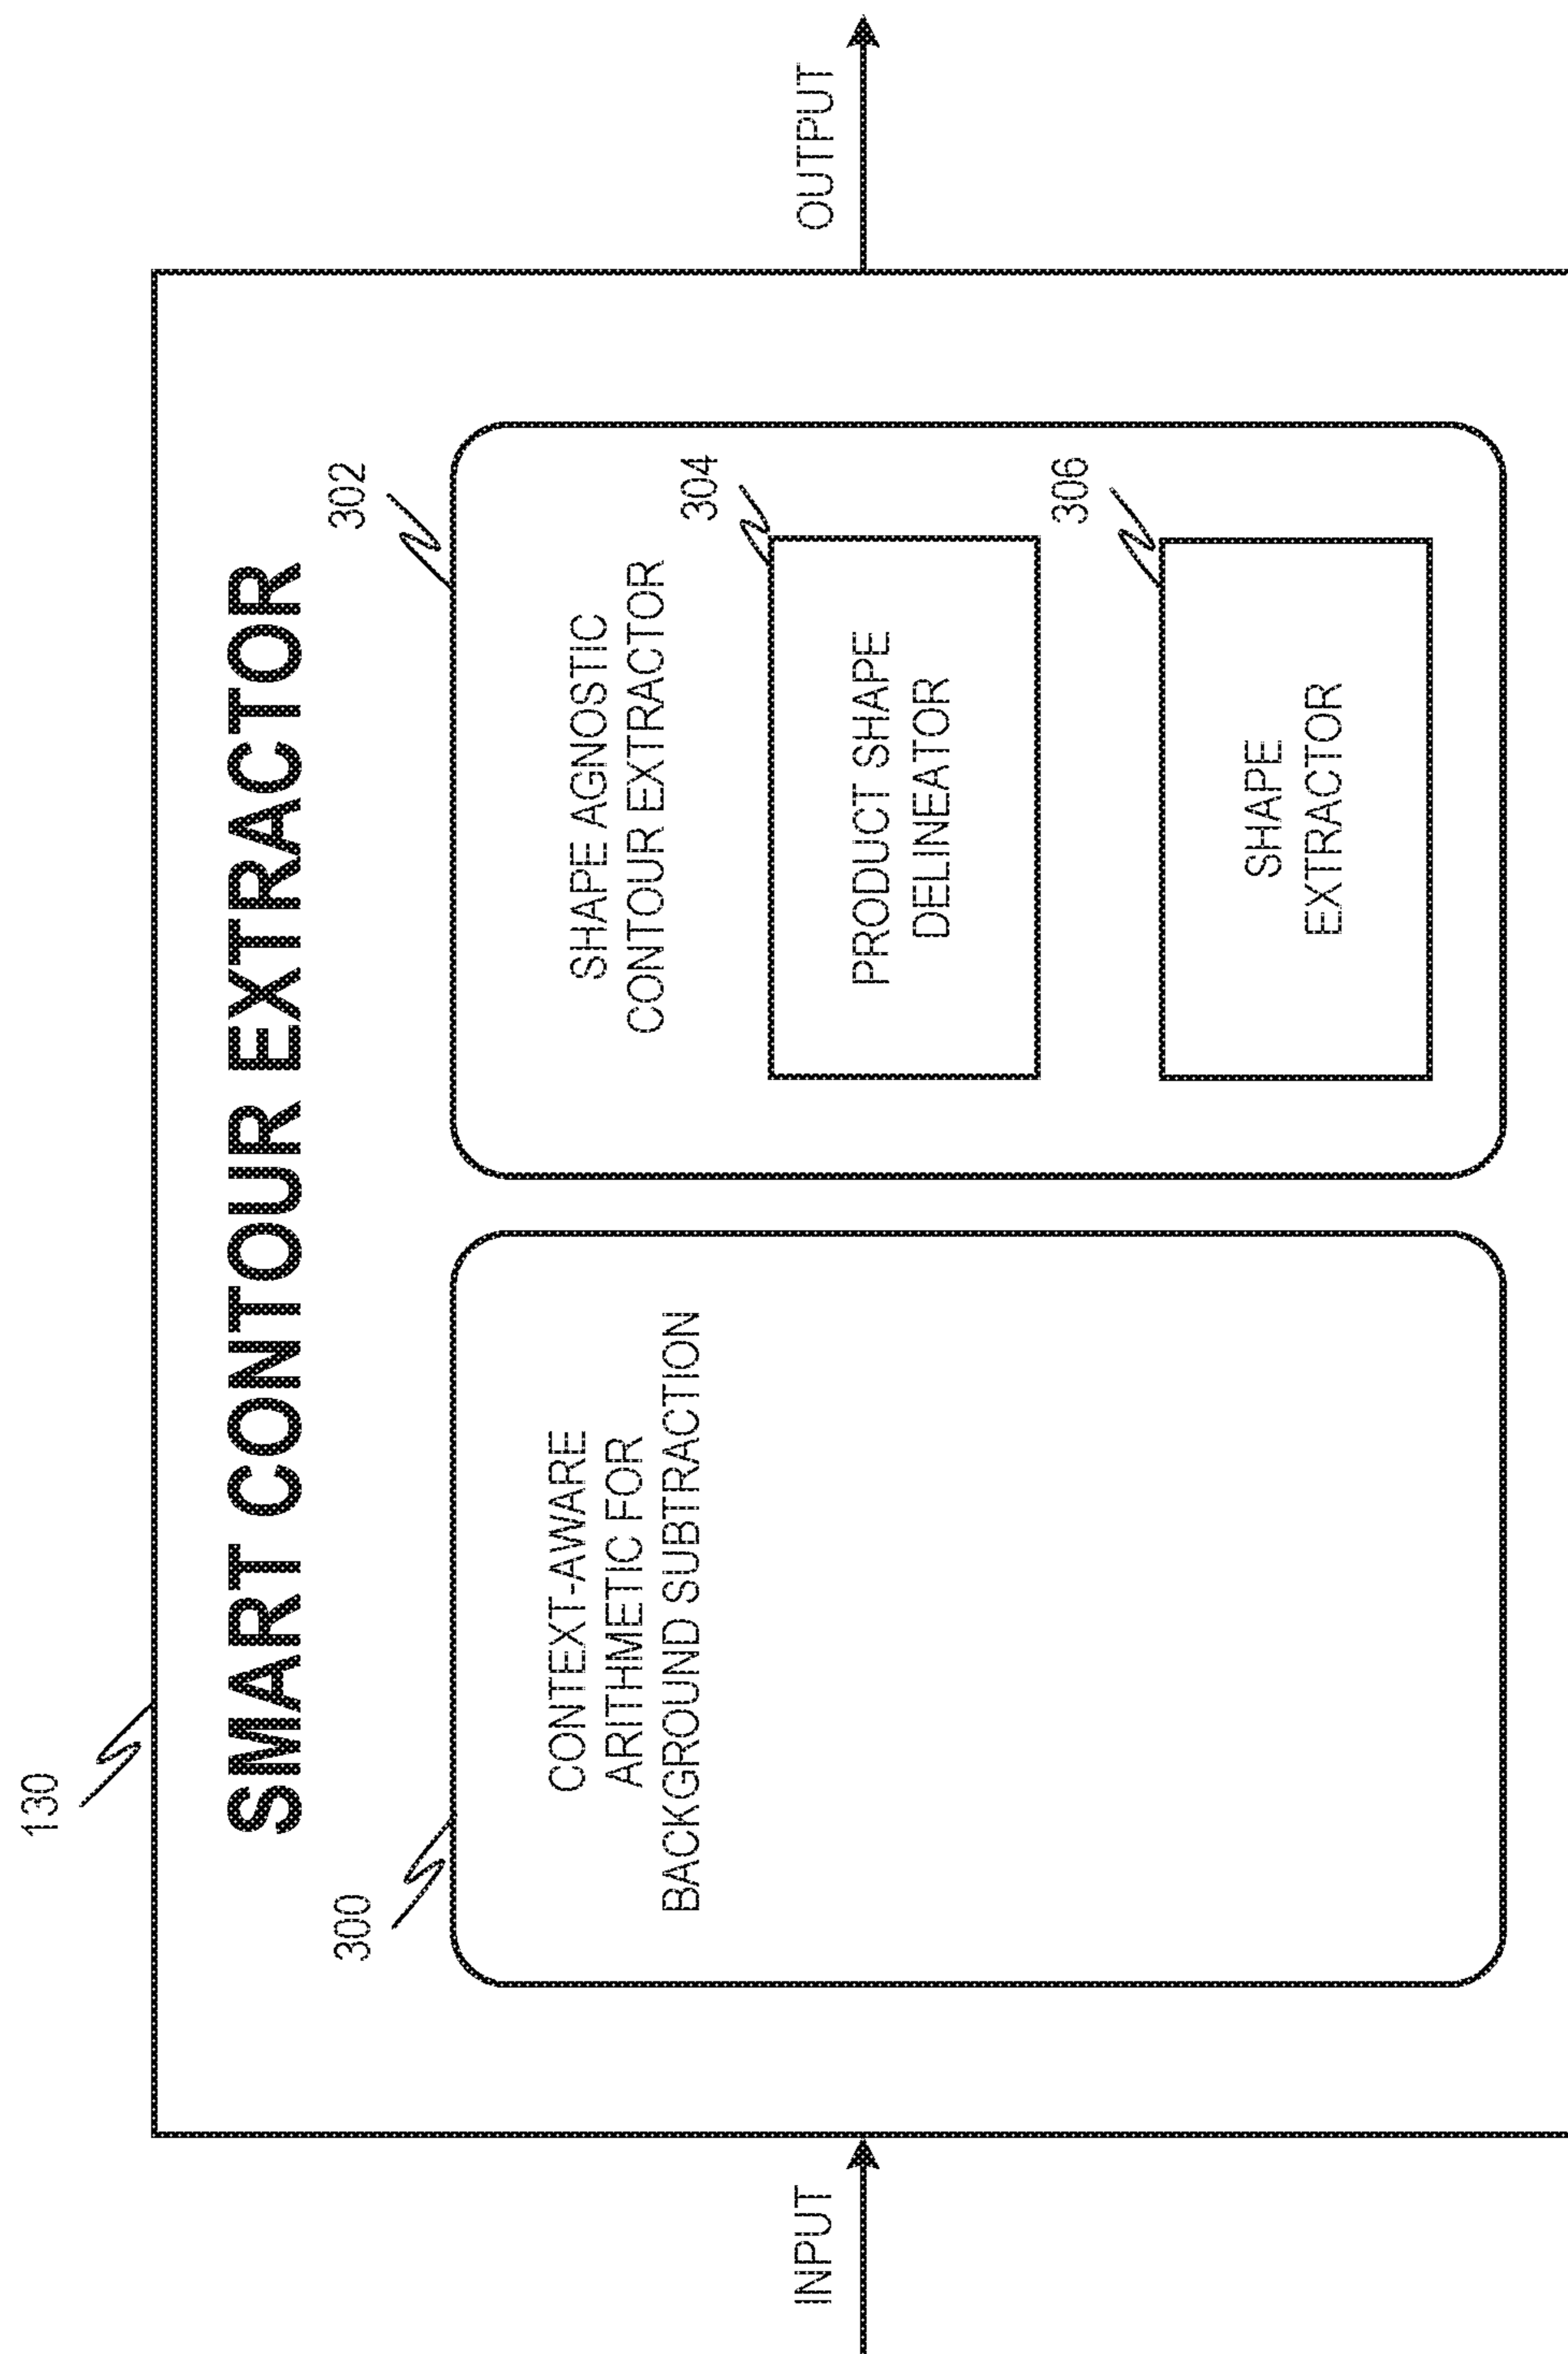 130
SMART CONTOUR EXTRACTOR
300
CONTEXT-AWARE
ARITHMETIC FOR
BACKGROUND SUBTRACTION
302
SHAPE AGNOSTIC
CONTOUR EXTRACTOR
304
PRODUCT SHAPE
DELINEATOR
306
SHAPE
EXTRACTOR
INPUT
OUTPUT